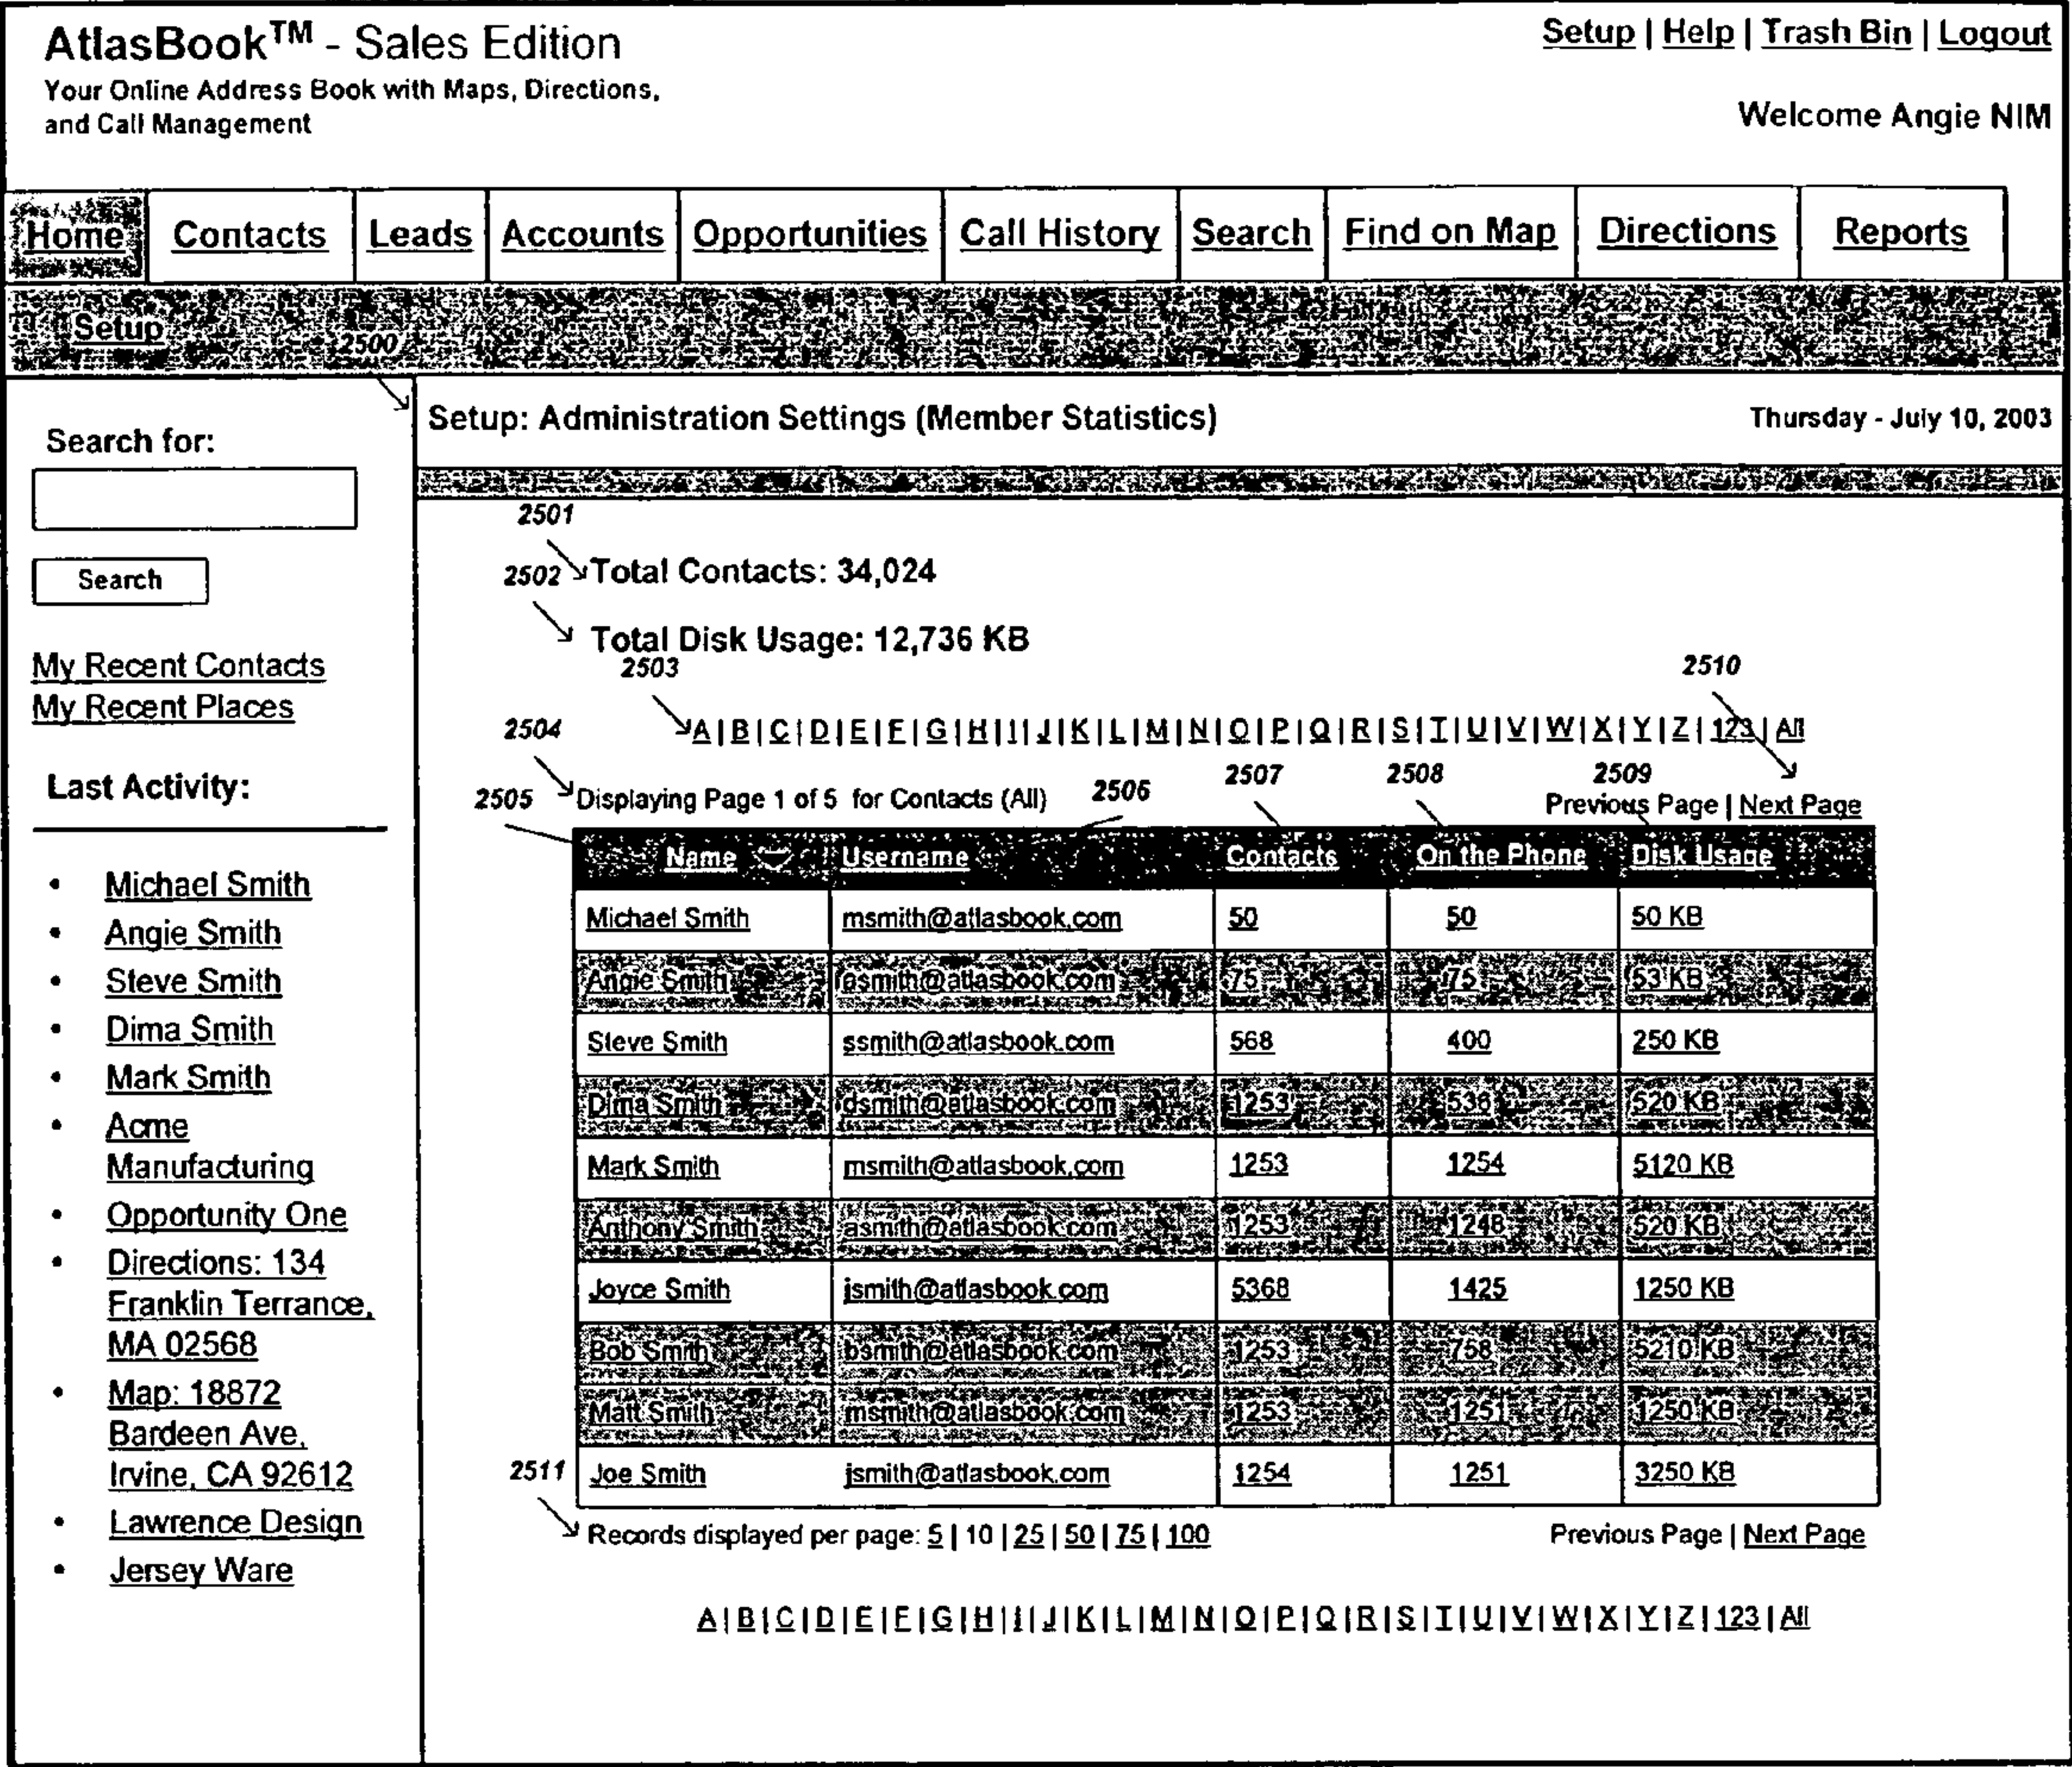 AtlasBook™ - Sales Edition
Your Online Address Book with Maps, Directions,
and Call Management
Setup | Help | Trash Bin | Logout
Welcome Angie NIM
Home Contacts Leads Accounts Opportunities Call History Search Find on Map Directions Reports
Setup
2500
Setup: Administration Settings (Member Statistics) Thursday - July 10, 2003
Search for:
Search
My Recent Contacts
My Recent Places
Last Activity:
• Michael Smith
• Angie Smith
• Steve Smith
• Dima Smith
• Mark Smith
• Acme
Manufacturing
• Opportunity One
• Directions: 134
Franklin Terrance,
MA 02568
• Map: 18872
Bardeen Ave,
Irvine, CA 92612
• Lawrence Design
• Jersey Ware
2501
2502 Total Contacts: 34,024
Total Disk Usage: 12,736 KB
2503 2510
2504 A|B|C|D|E|F|G|H|I|J|K|L|M|N|O|P|Q|R|S|T|U|V|W|X|Y|Z|123|All
2505 Displaying Page 1 of 5 for Contacts (All) 2506 2507 2508 2509
Previous Page | Next Page
Name Username Contacts On the Phone Disk Usage
Michael Smith msmith@atlasbook.com 50 50 50 KB
Angie Smith asmith@atlasbook.com 75 75 53 KB
Steve Smith ssmith@atlasbook.com 568 400 250 KB
Dima Smith dsmith@atlasbook.com 1253 536 520 KB
Mark Smith msmith@atlasbook.com 1253 1254 5120 KB
Anthony Smith asmith@atlasbook.com 1253 1248 520 KB
Joyce Smith jsmith@atlasbook.com 5368 1425 1250 KB
Bob Smith bsmith@atlasbook.com 1253 758 5210 KB
Matt Smith msmith@atlasbook.com 1253 1251 1250 KB
2511 Joe Smith jsmith@atlasbook.com 1254 1251 3250 KB
Records displayed per page: 5 | 10 | 25 | 50 | 75 | 100 Previous Page | Next Page
A|B|C|D|E|F|G|H|I|J|K|L|M|N|O|P|Q|R|S|T|U|V|W|X|Y|Z|123|All